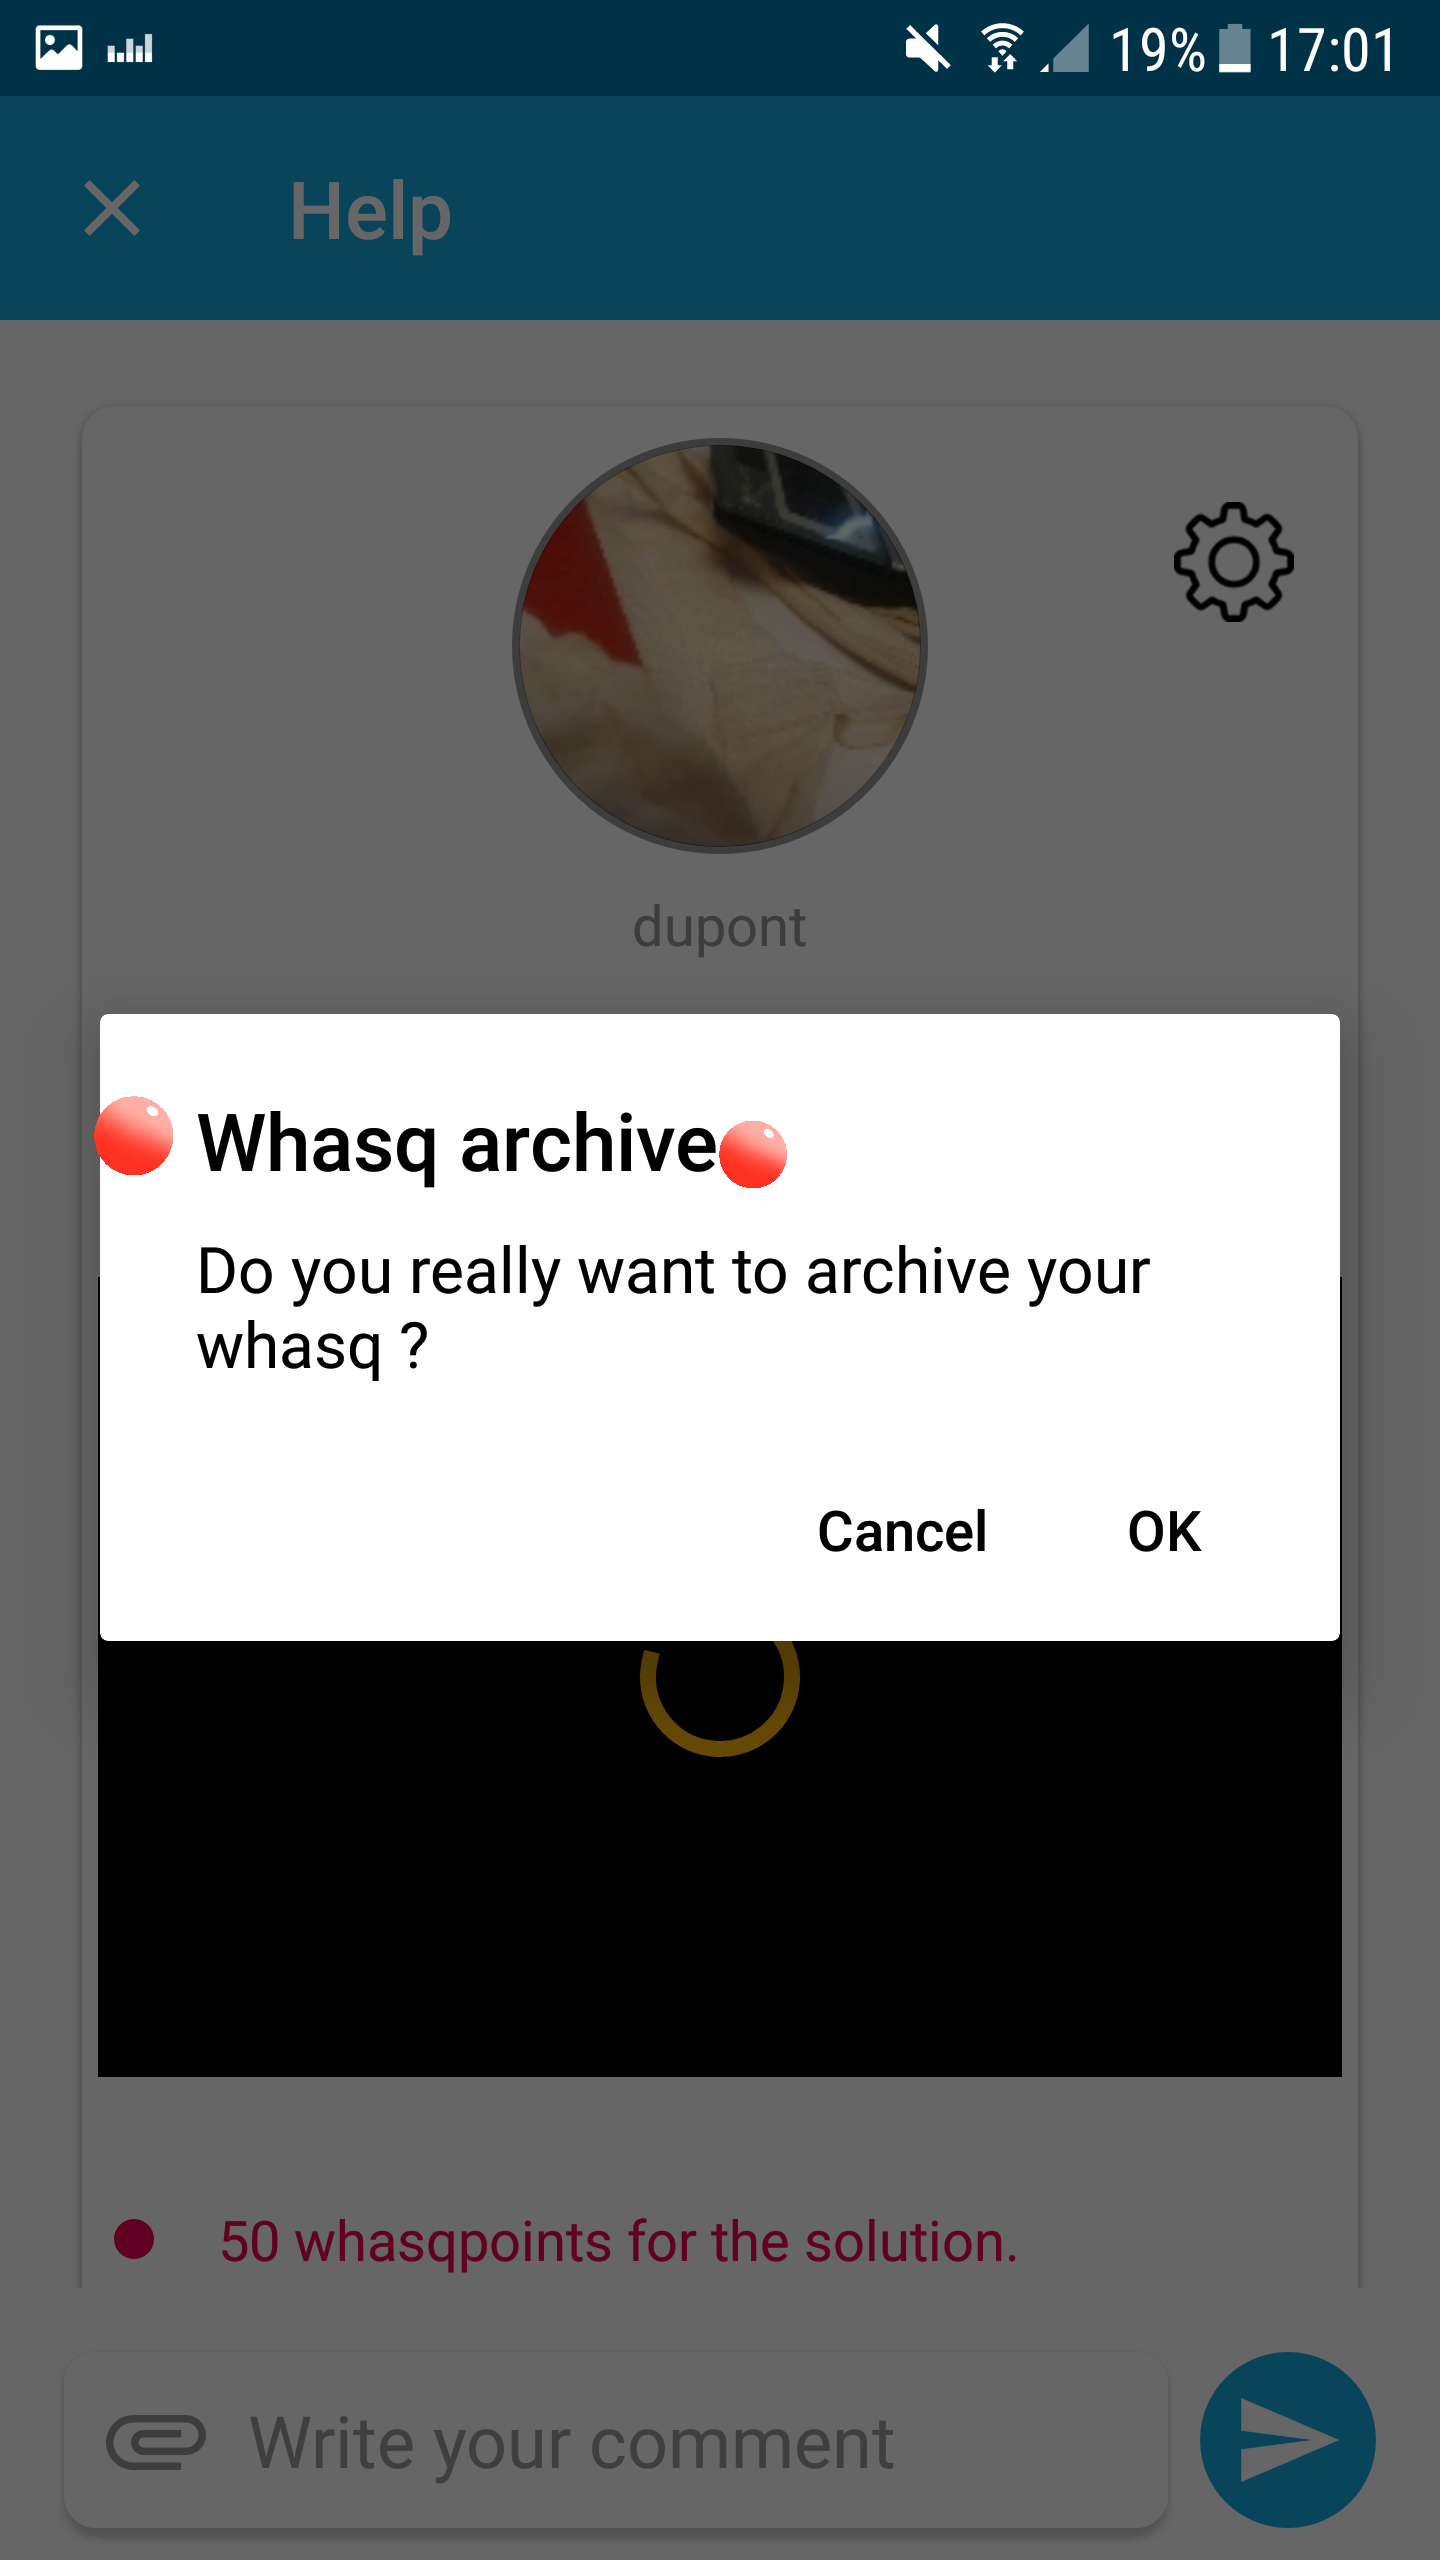 19% 17:01
Help
dupont
Whasq archive
Do you really want to archive your
whasq ?
Cancel OK
50 whasqpoints for the solution.
Write your comment